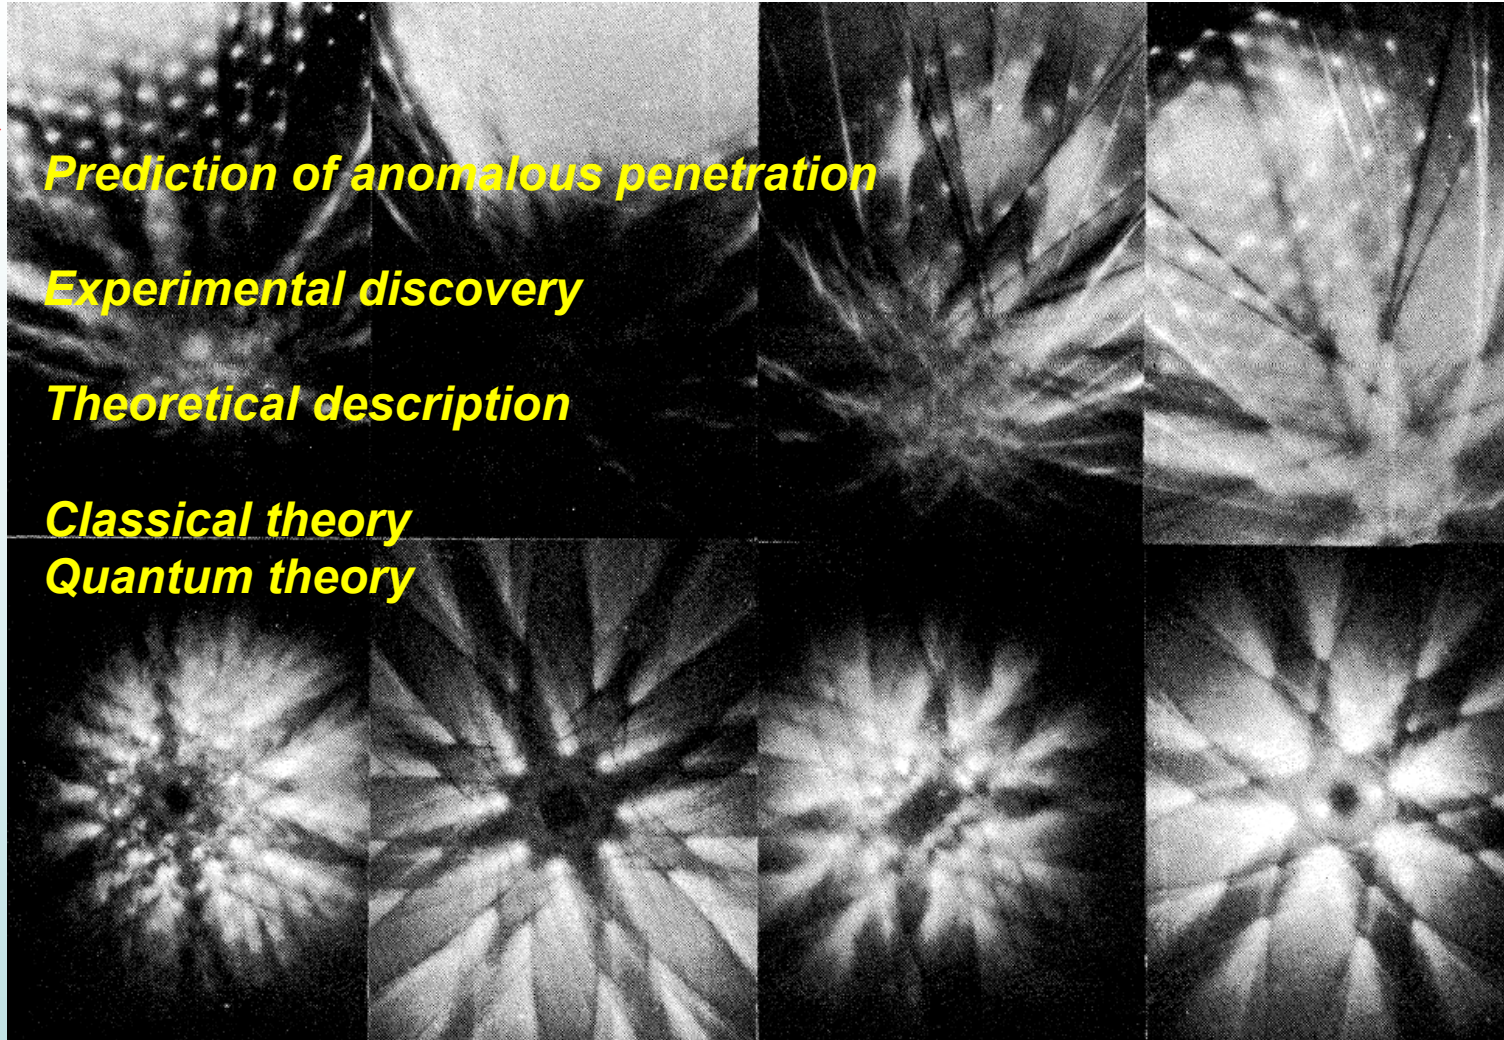 Prediction of anomalous penetration
Experimental discovery
Theoretical description
Classical theory
Quantum theory